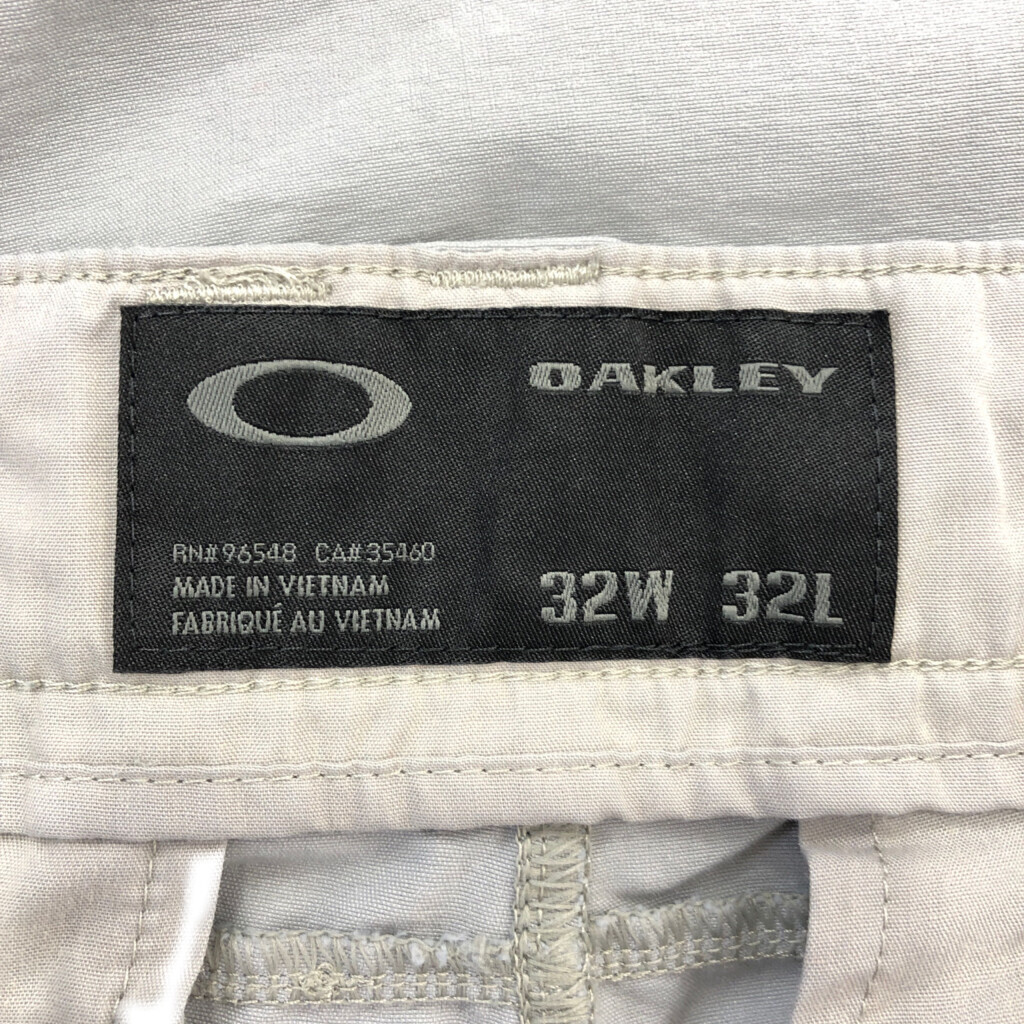 OAKLEY
RN#96548 CA#35460
MADE IN VIETNAM
FABRIQUÉ AU VIETNAM
32W 32L